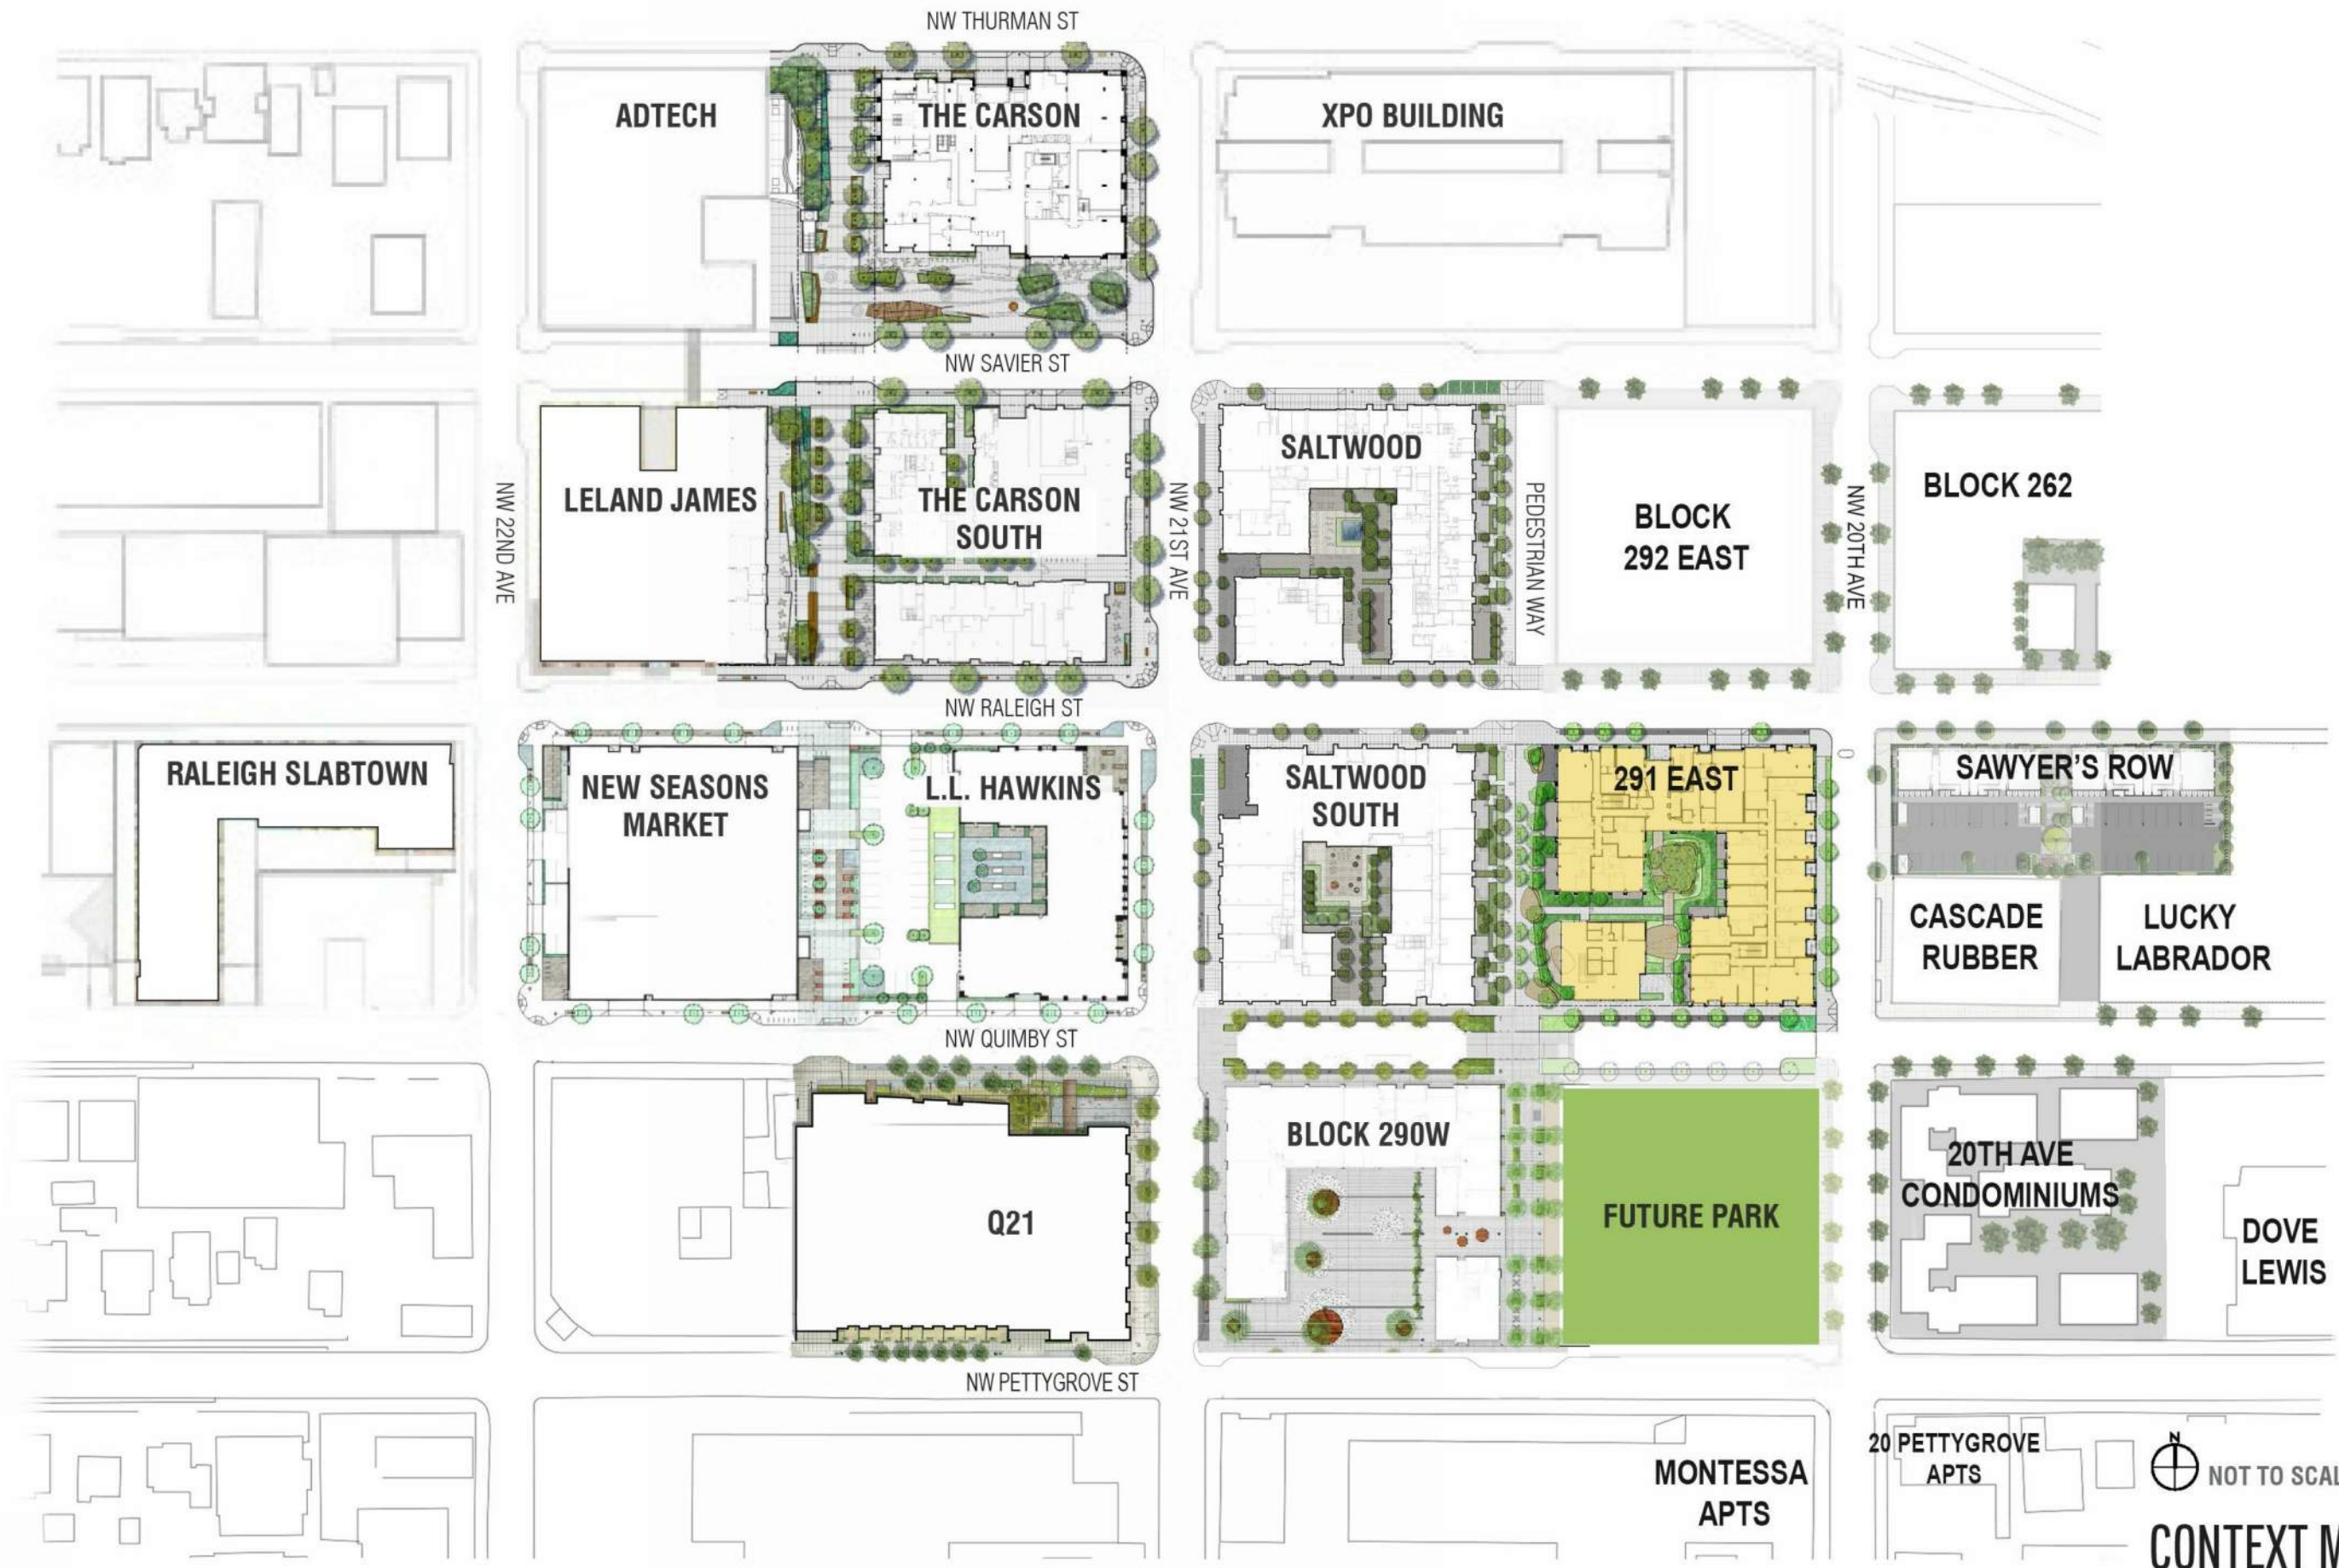 NW THURMAN ST
ADTECH
THE CARSON
XPO BUILDING
NW SAVIER ST
NW 22ND AVE
LELAND JAMES
THE CARSON
SOUTH
NW 21ST AVE
SALTWOOD
PEDESTRIAN WAY
BLOCK
292 EAST
NW 20TH AVE
BLOCK 262
NW RALEIGH ST
RALEIGH SLABTOWN
NEW SEASONS
MARKET
L.L. HAWKINS
SALTWOOD
SOUTH
291 EAST
SAWYER'S ROW
CASCADE
RUBBER
LUCKY
LABRADOR
NW QUIMBY ST
Q21
BLOCK 290W
FUTURE PARK
20TH AVE
CONDOMINIUMS
DOVE
LEWIS
NW PETTYGROVE ST
MONTESSA
APTS
20 PETTYGROVE
APTS
N
NOT TO SCAL
CONTEXT M